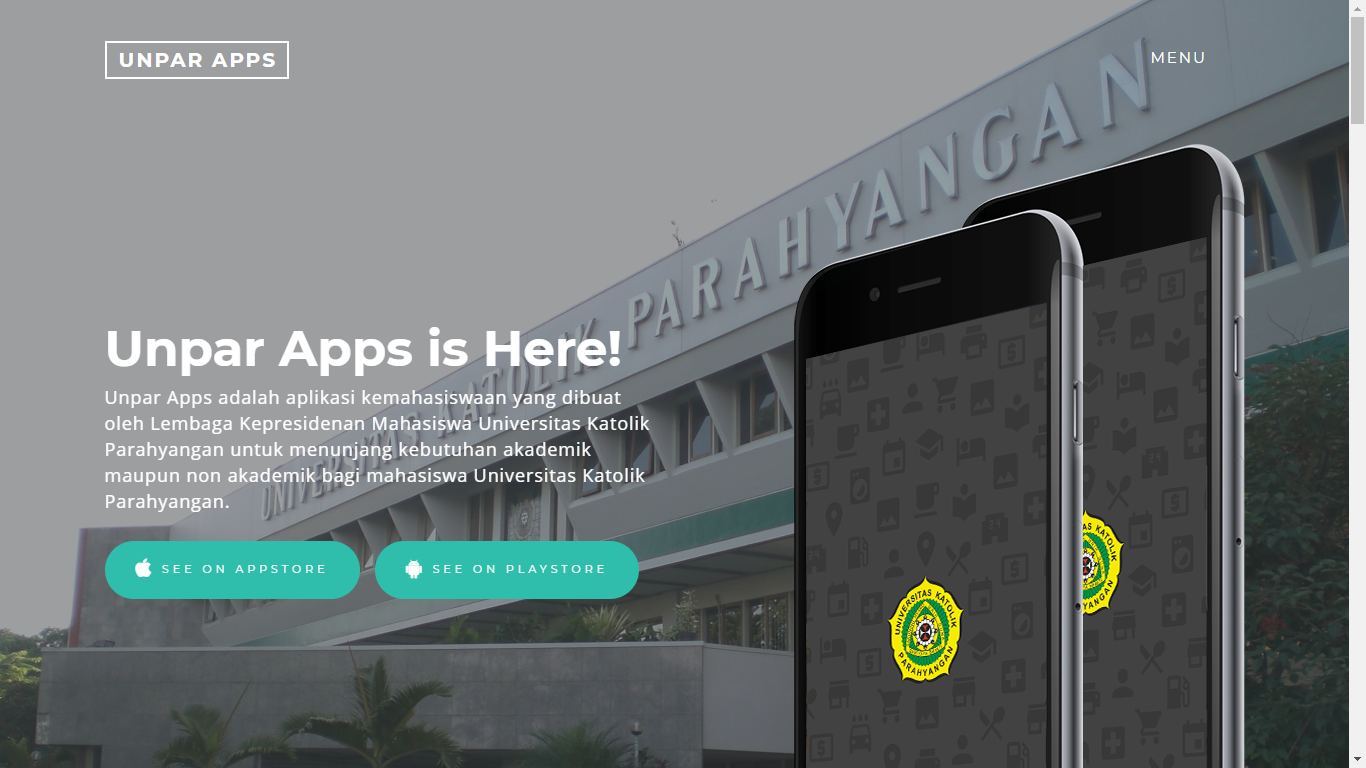 UNPAR APPS
MENU
UNIVERSITAS KATOLIK PARAHYANGAN
Unpar Apps is Here!
Unpar Apps adalah aplikasi kemahasiswaan yang dibuat
oleh Lembaga Kepresidenan Mahasiswa Universitas Katolik
Parahyangan untuk menunjang kebutuhan akademik
maupun non akademik bagi mahasiswa Universitas Katolik
Parahyangan.
SEE ON APPSTORE
SEE ON PLAYSTORE
UNIVERSITAS KATOLIK
PARAHYANGAN
AS KATOLIK
HYANGAN